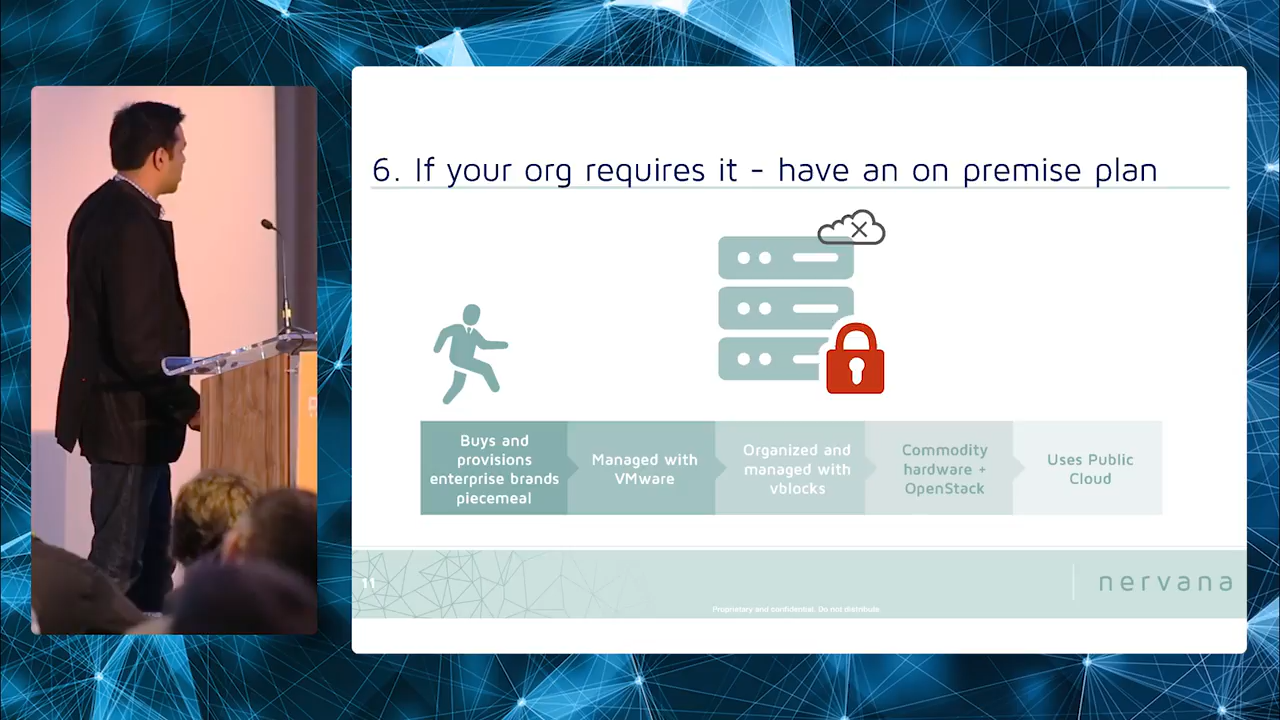 6. If your org requires it - have an on premise plan
Buys and
provisions
enterprise brands
piecemeal
Managed with
VMware
Organized and
managed with
vblocks
Commodity
hardware +
OpenStack
Uses Public
Cloud
11
nervana
Proprietary and confidential. Do not distribute.